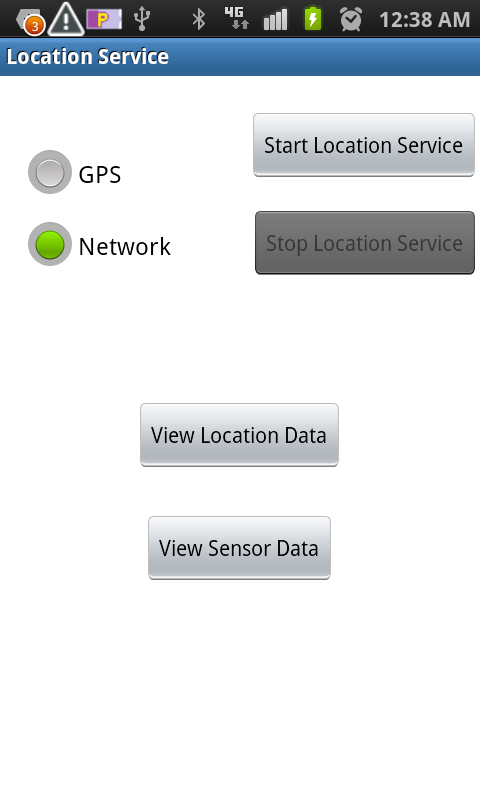 3 P 4G 12:38 AM
Location Service
Start Location Service
GPS
Stop Location Service
Network
View Location Data
View Sensor Data